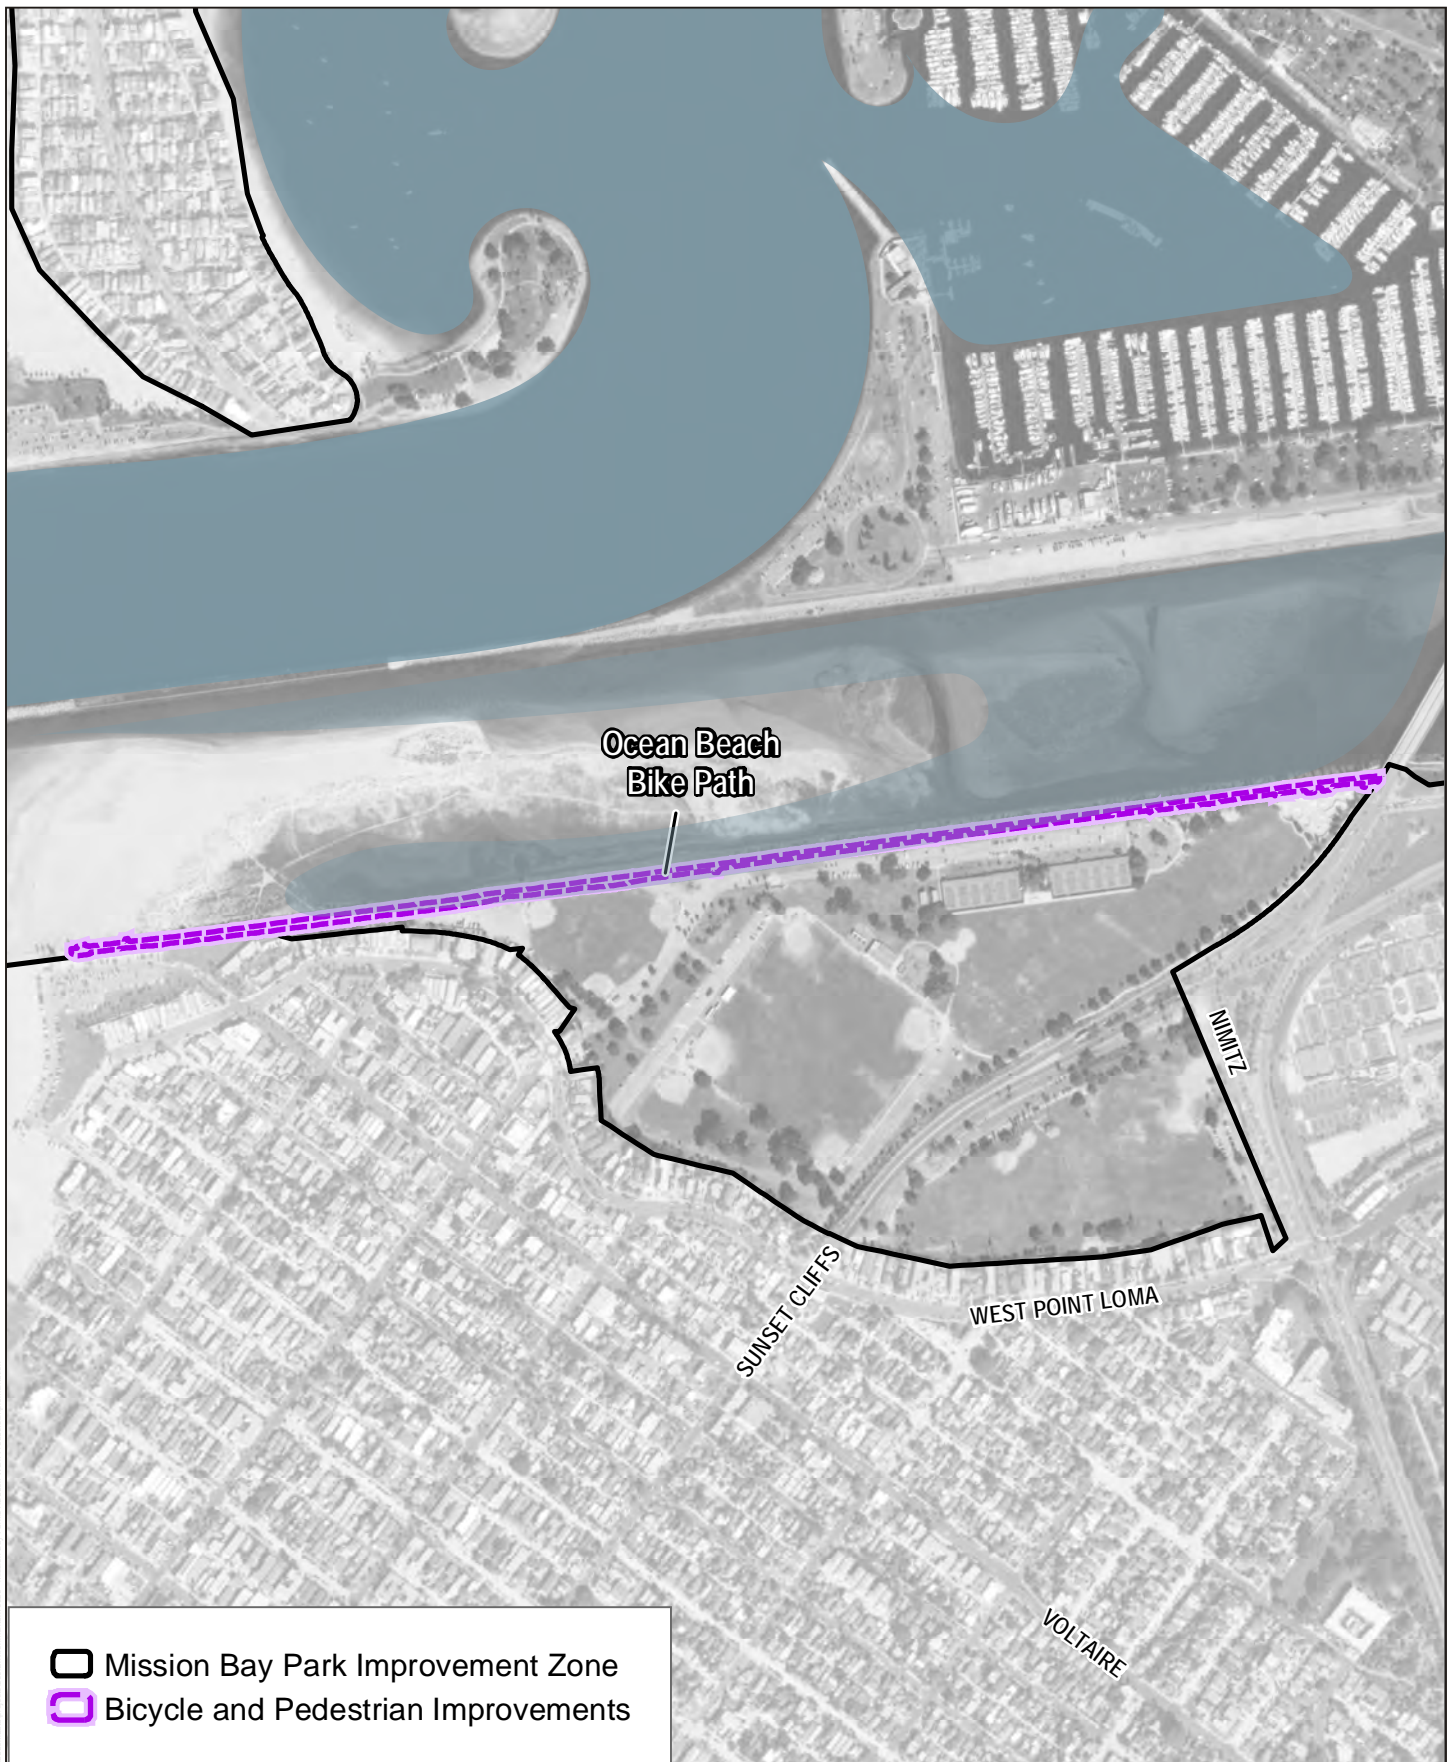 Ocean Beach
Bike Path
NIMITZ
SUNSET CLIFFS
WEST POINT LOMA
VOLTAIRE
Mission Bay Park Improvement Zone
Bicycle and Pedestrian Improvements